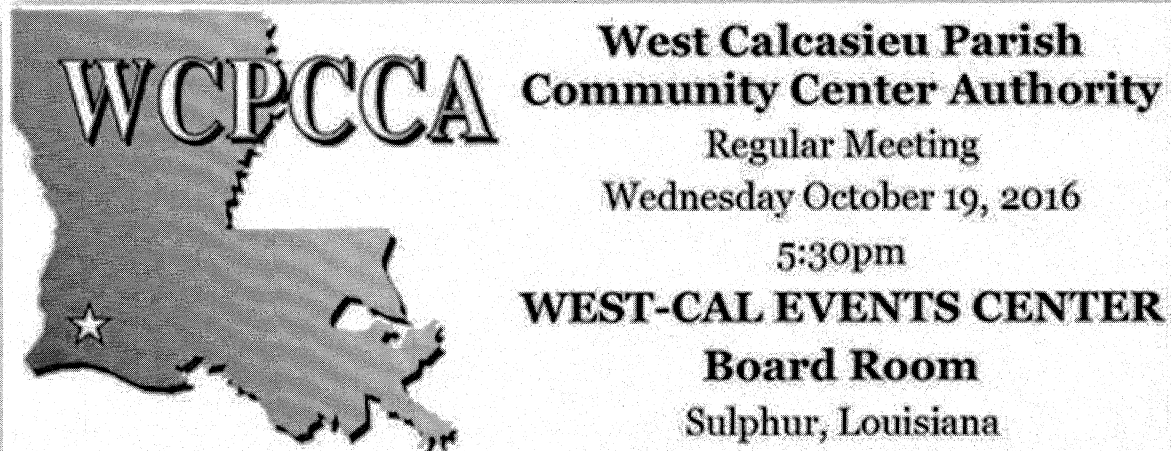 WCPCCA
West Calcasieu Parish
Community Center Authority
Regular Meeting
Wednesday October 19, 2016
5:30pm
WEST-CAL EVENTS CENTER
Board Room
Sulphur, Louisiana